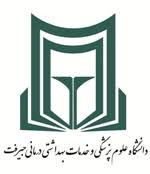 دانشگاه علوم پزشکی و خدمات بهداشتی درمانی جیرفت